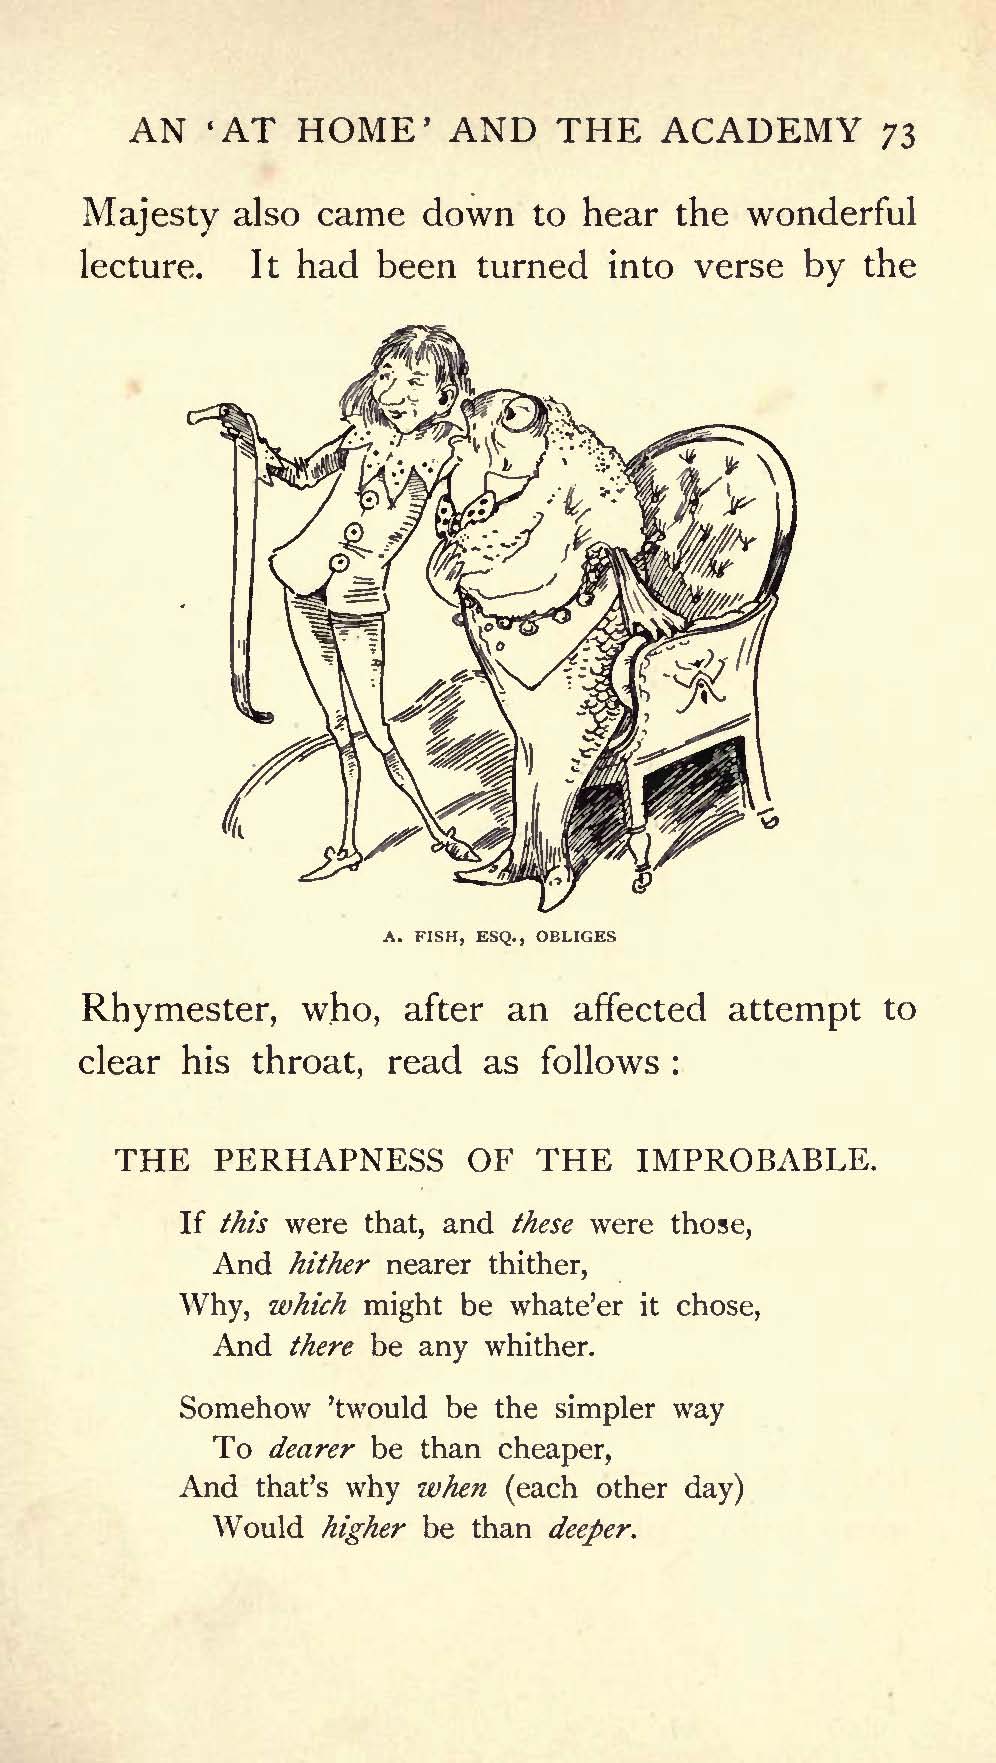 AN ‘AT HOME’ AND THE ACADEMY 73
Majesty also came down to hear the wonderful
lecture. It had been turned into verse by the
A. FISH, ESQ., OBLIGES
Rhymester, who, after an affected attempt to
clear his throat, read as follows :
THE PERHAPNESS OF THE IMPROBABLE.
If this were that, and these were those,
And hither nearer thither,
Why, which might be whate’er it chose,
And there be any whither.
Somehow ’twould be the simpler way
To dearer be than cheaper,
And that’s why when (each other day)
Would higher be than deeper.